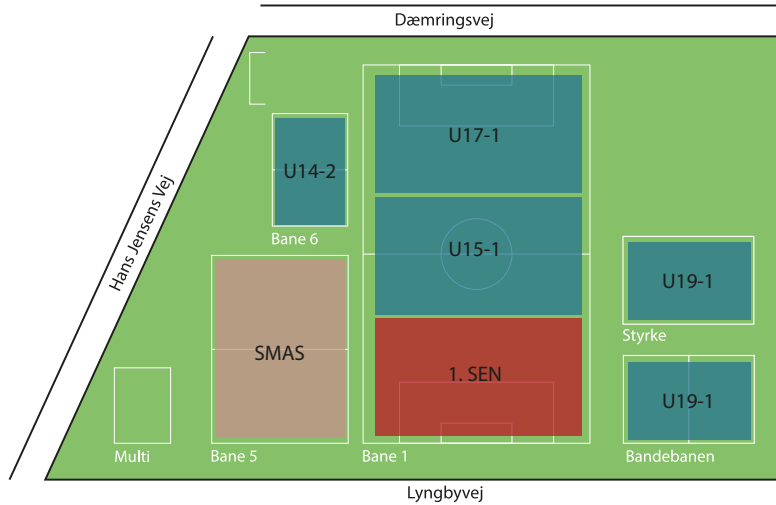 Dæmringsvej
Hans Jensens Vej
U17-1
U14-2
Bane 6
U15-1
U19-1
Styrke
SMAS
1. SEN
U19-1
Multi
Bane 5
Bane 1
Bandebanen
Lyngbyvej